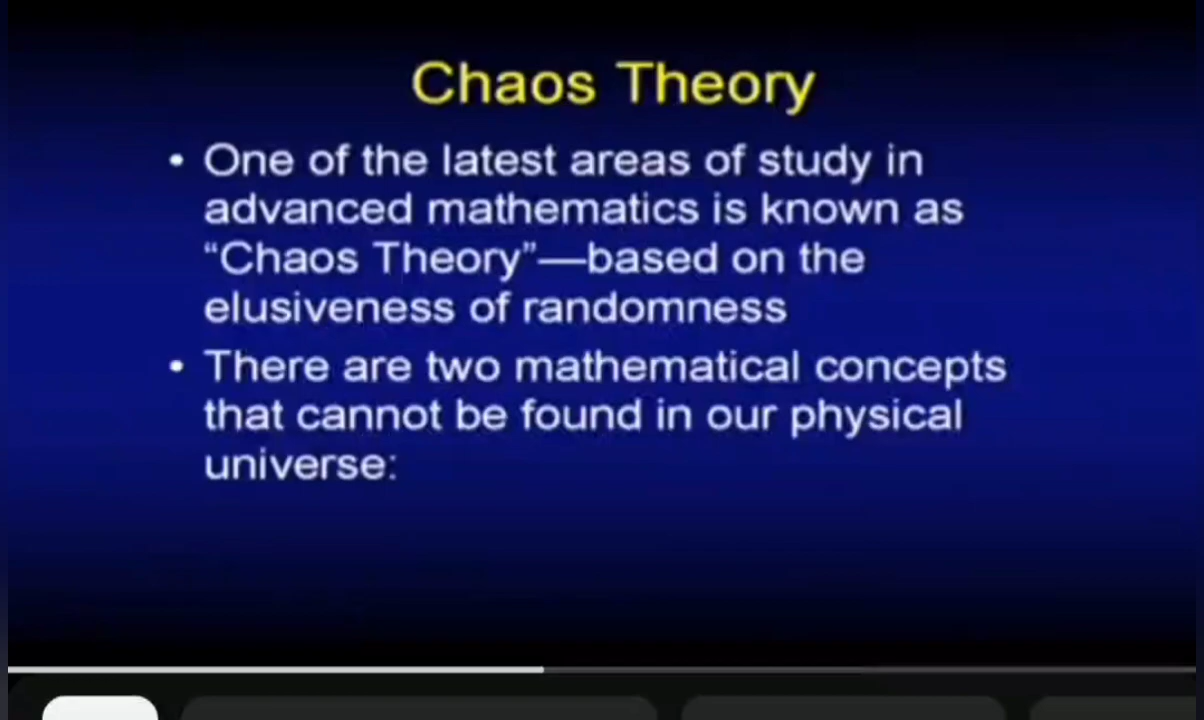 Chaos Theory
• One of the latest areas of study in
advanced mathematics is known as
“Chaos Theory”—based on the
elusiveness of randomness
• There are two mathematical concepts
that cannot be found in our physical
universe: